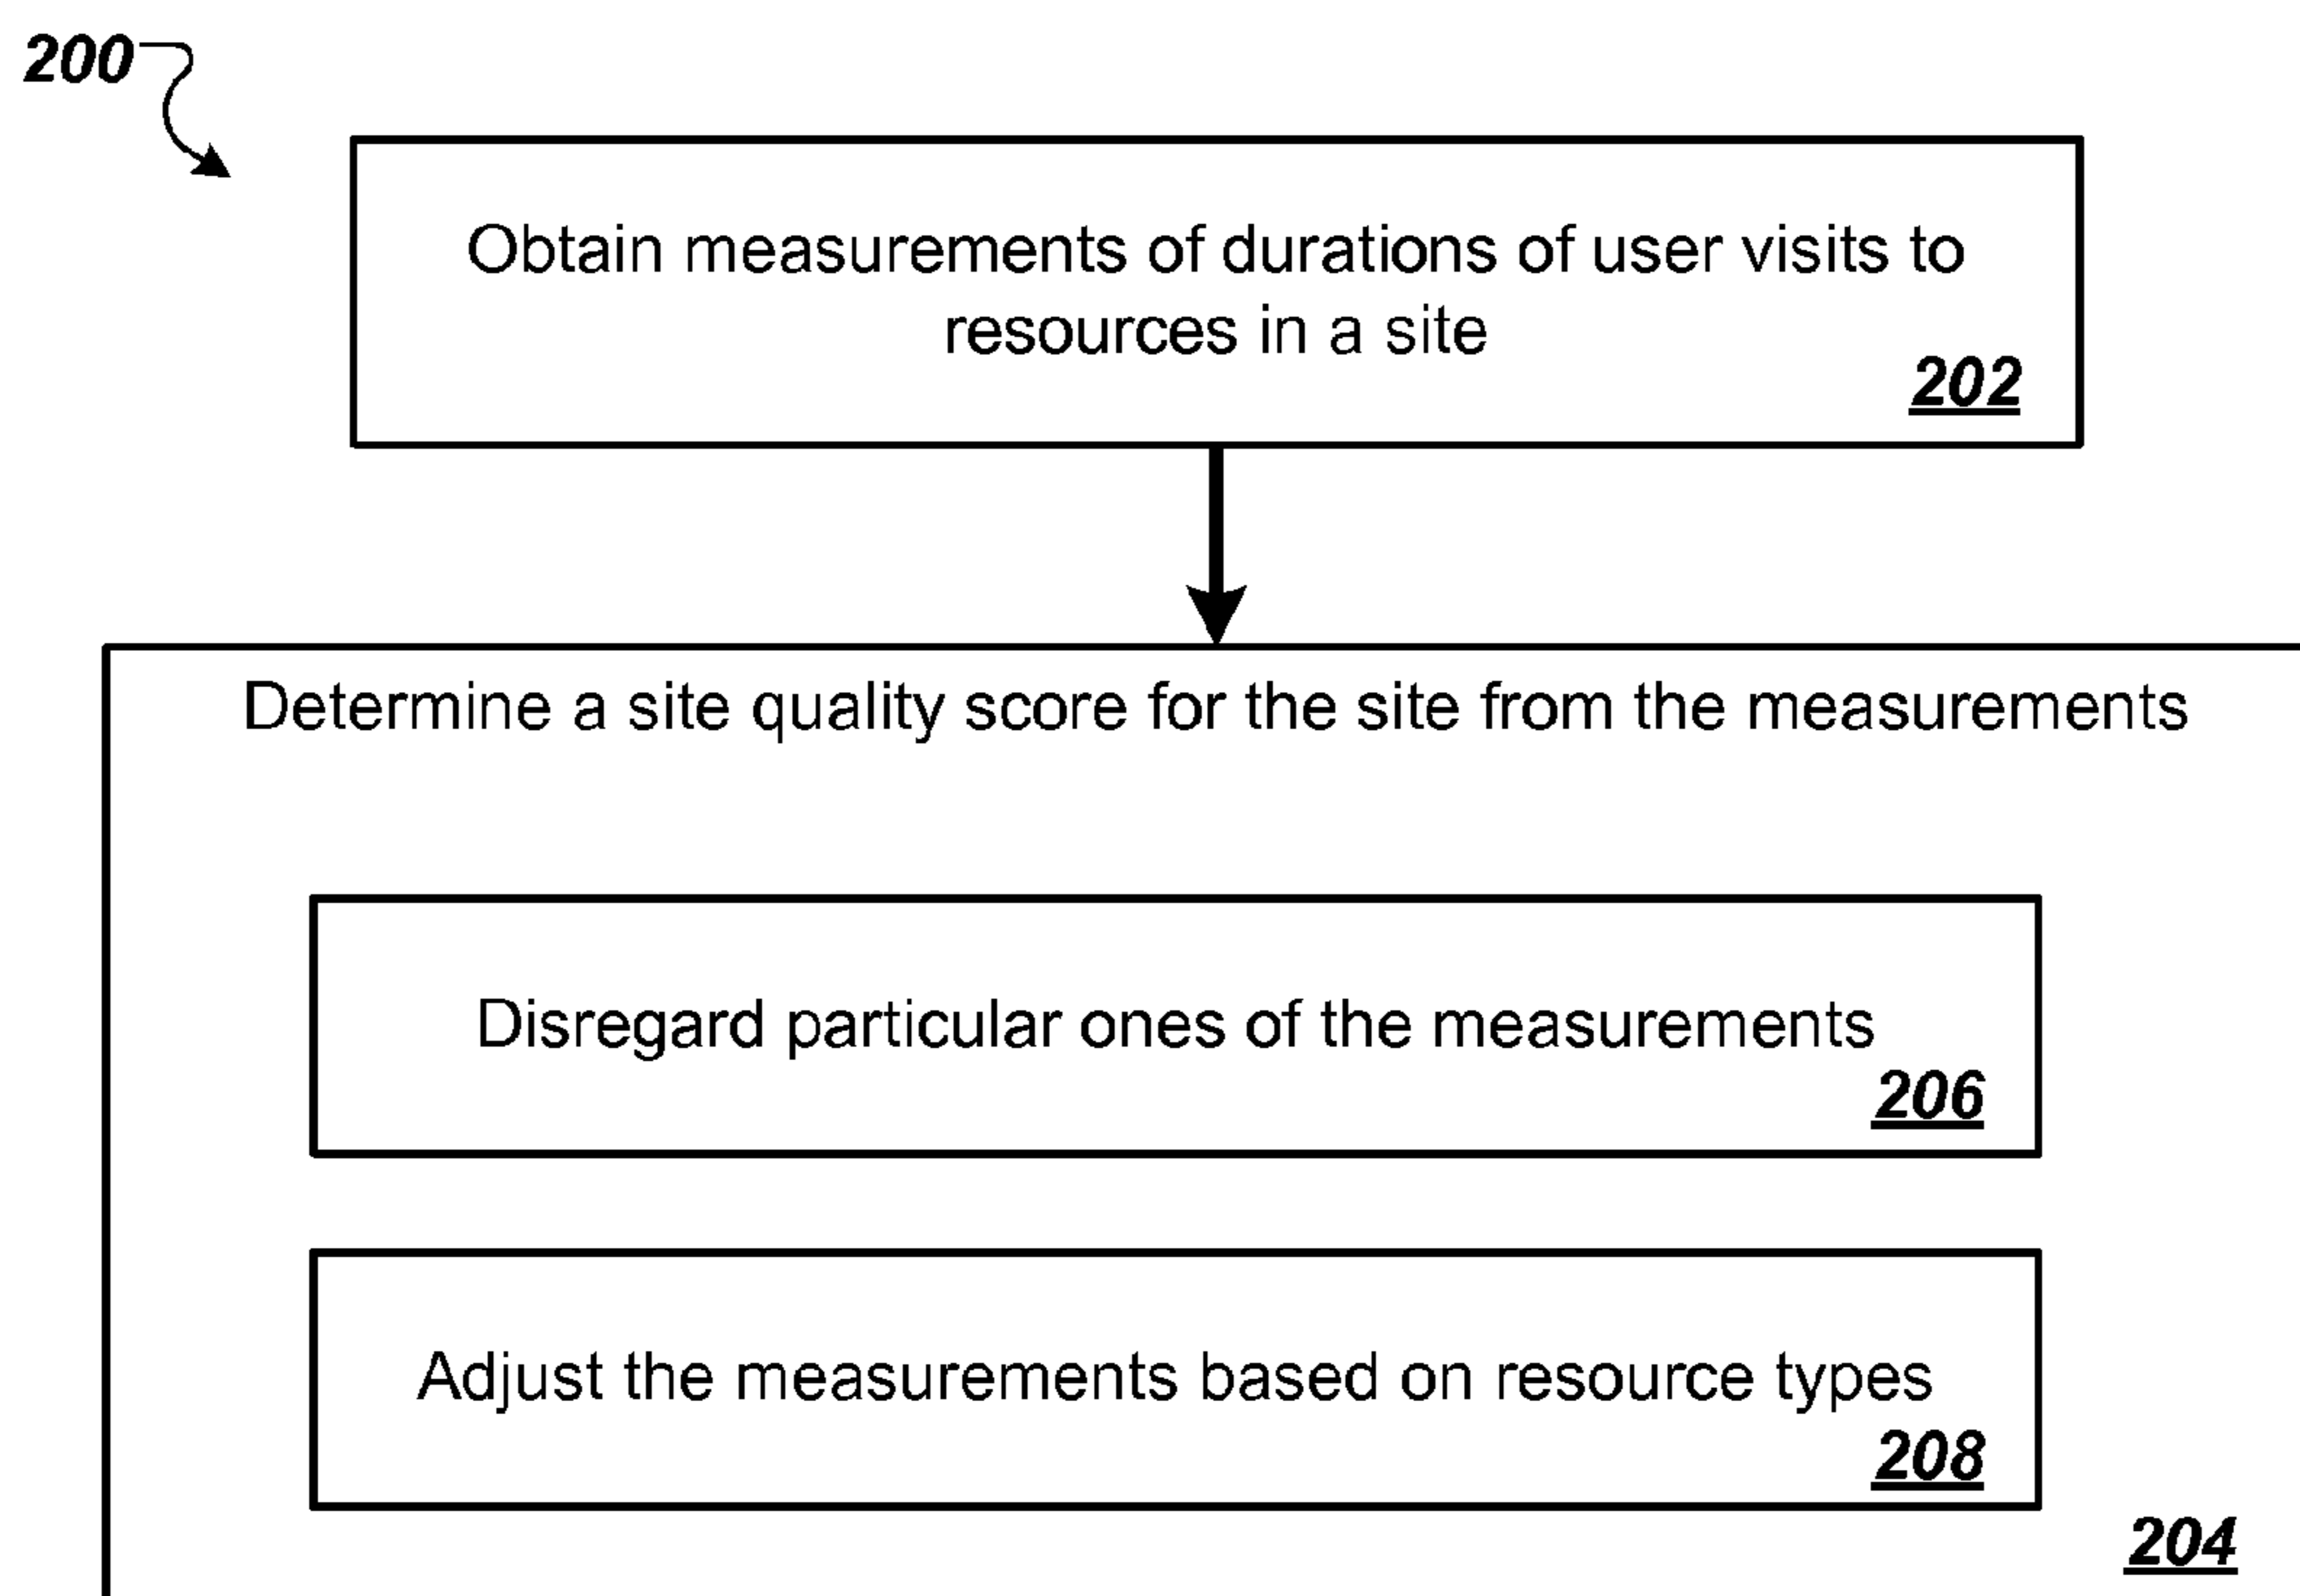 200
Obtain measurements of durations of user visits to
resources in a site
202
Determine a site quality score for the site from the measurements
Disregard particular ones of the measurements
206
Adjust the measurements based on resource types
208
204